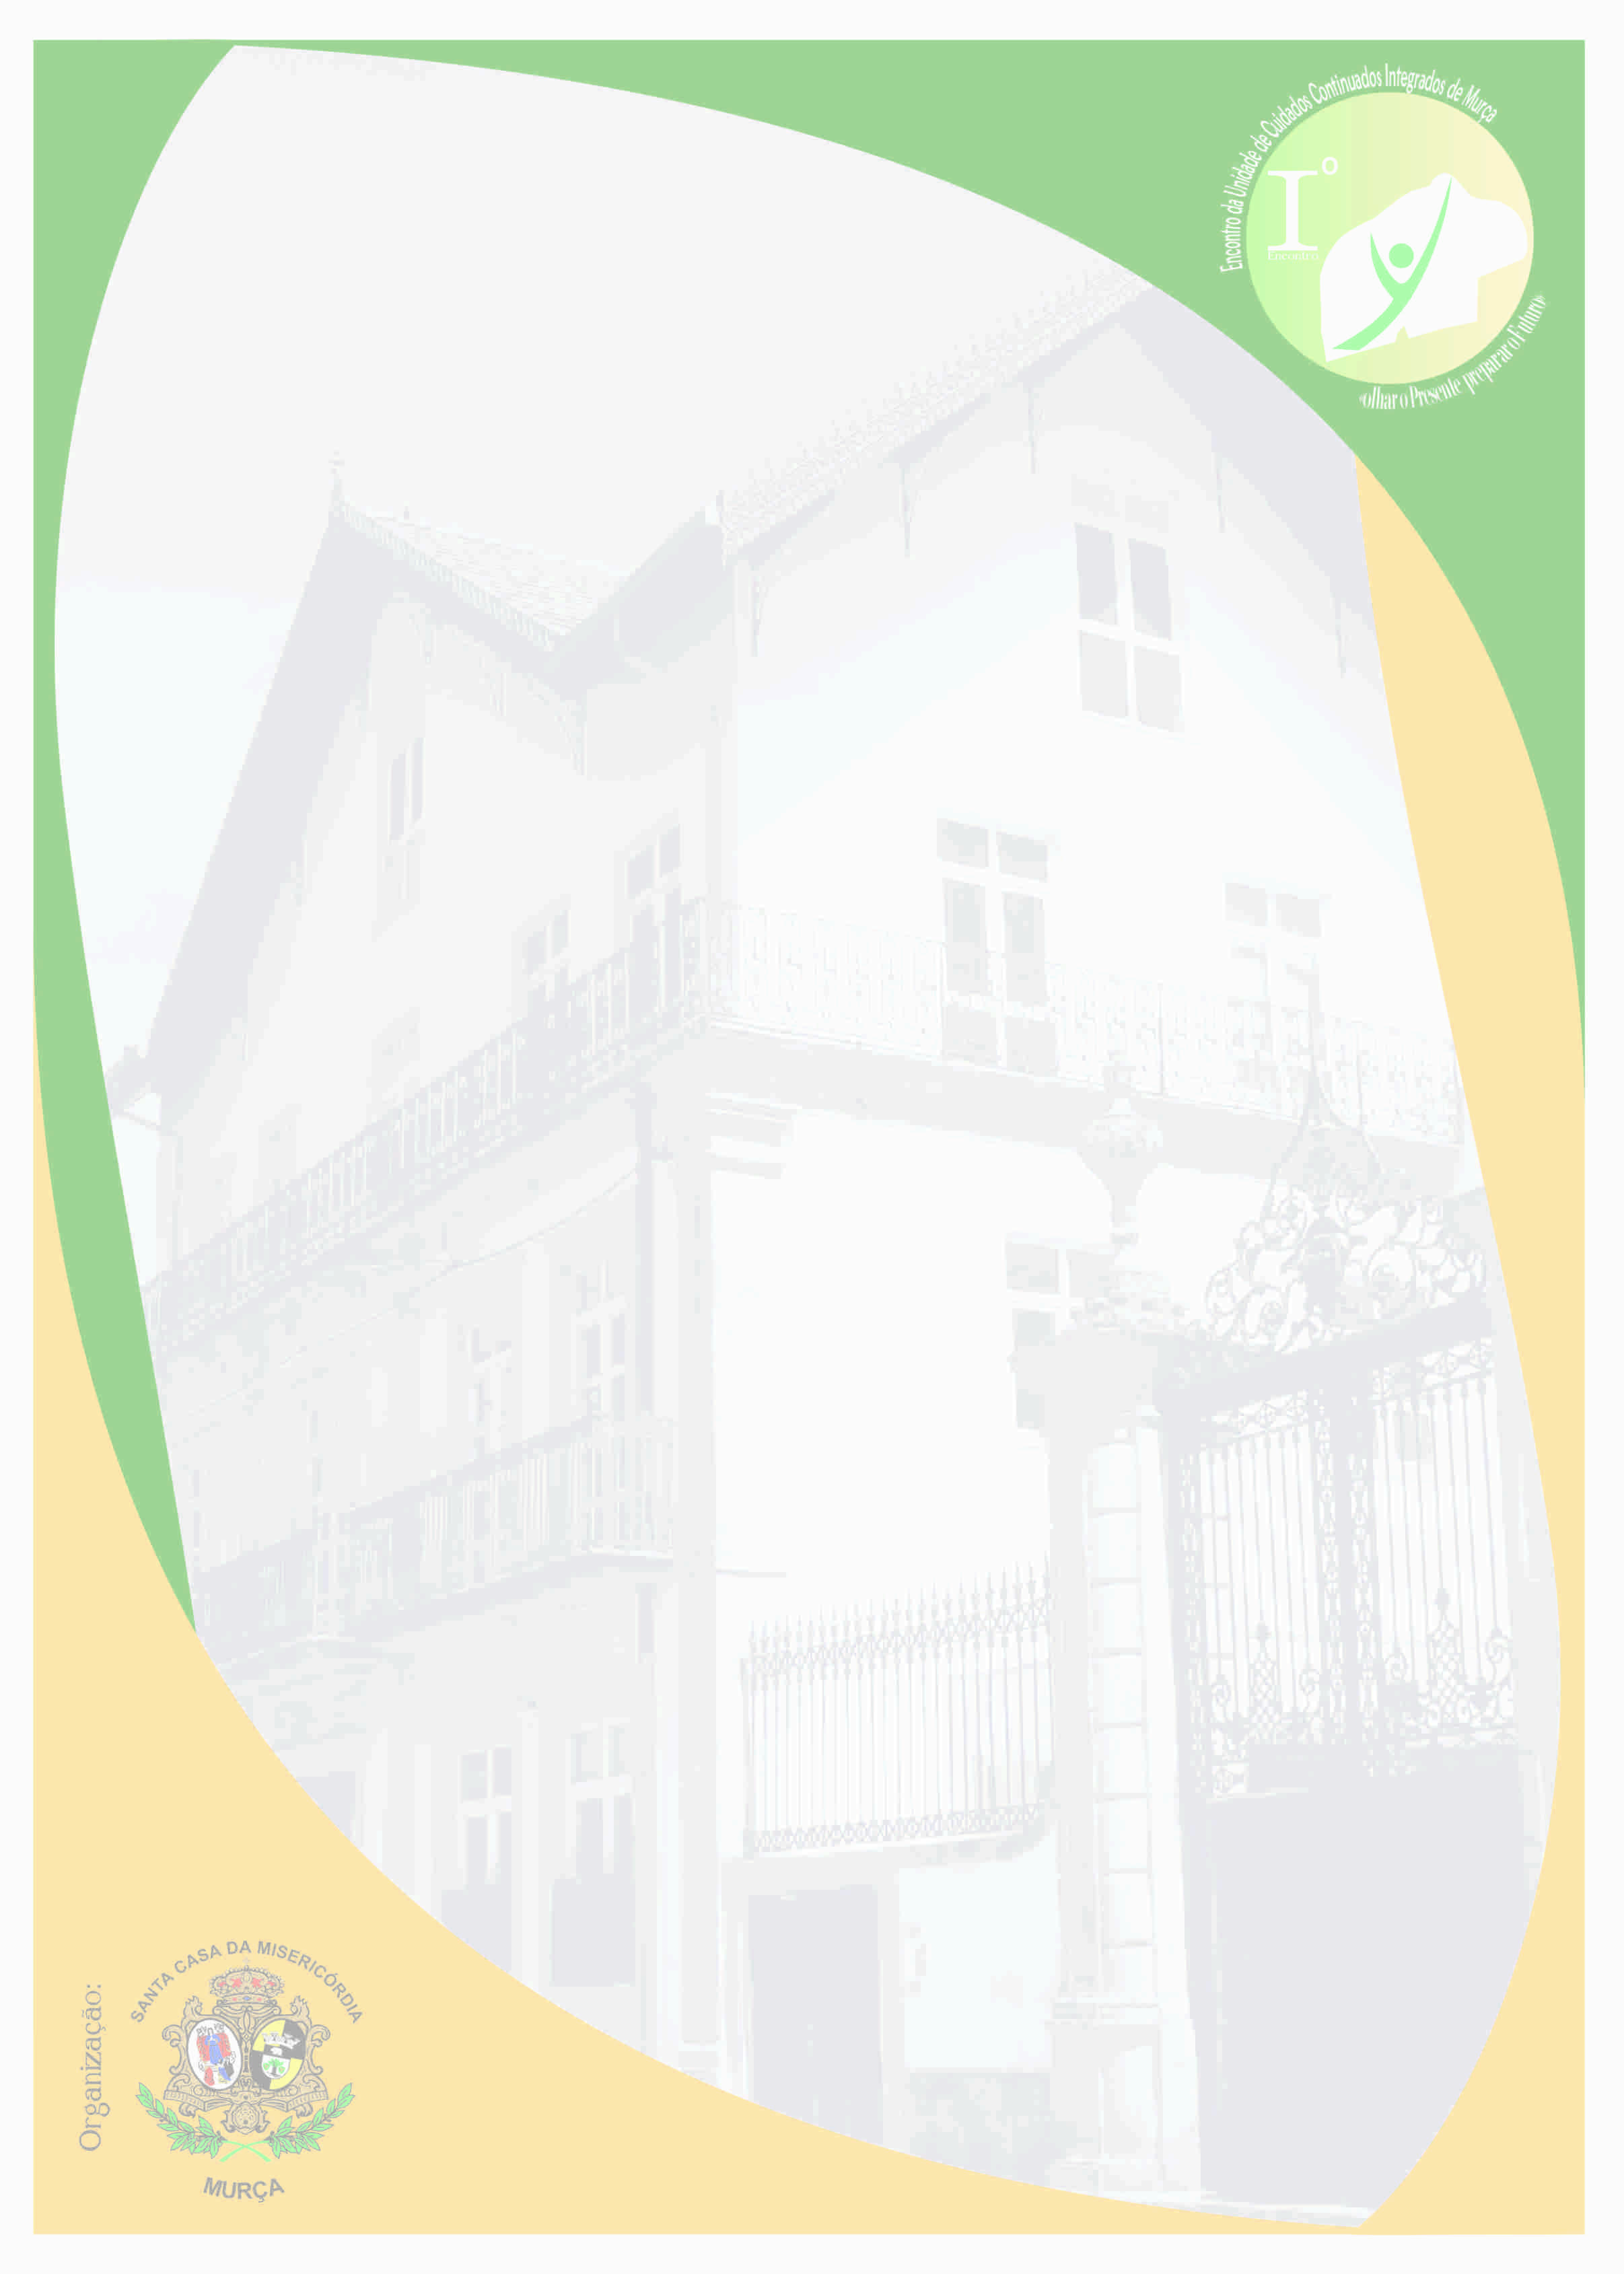 Encontro da Unidade de Cuidados Continuados Integrados de Murça
Iº
Encontro
«olhar o Presente preparar o Futuro»
Organização:
SANTA CASA DA MISERICÓRDIA
MURÇA